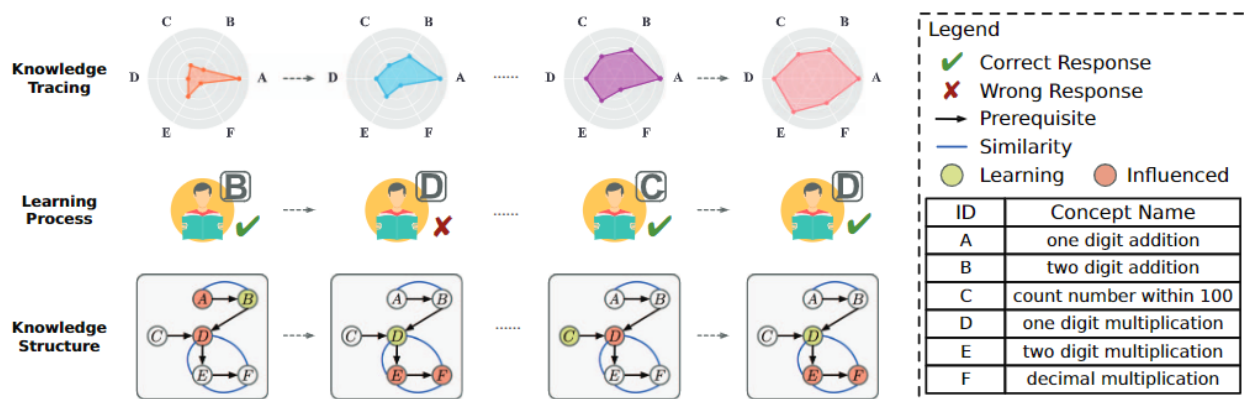 Knowledge
Tracing
C B
D A
E F
C B
D A
E F
......
C B
D A
E F
C B
D A
E F
Learning
Process
B
D
......
C
D
Knowledge
Structure
A B
C D
E F
A B
C D
E F
......
A B
C D
E F
A B
C D
E F
Legend
Correct Response
Wrong Response
Prerequisite
Similarity
Learning Influenced
ID Concept Name
A one digit addition
B two digit addition
C count number within 100
D one digit multiplication
E two digit multiplication
F decimal multiplication